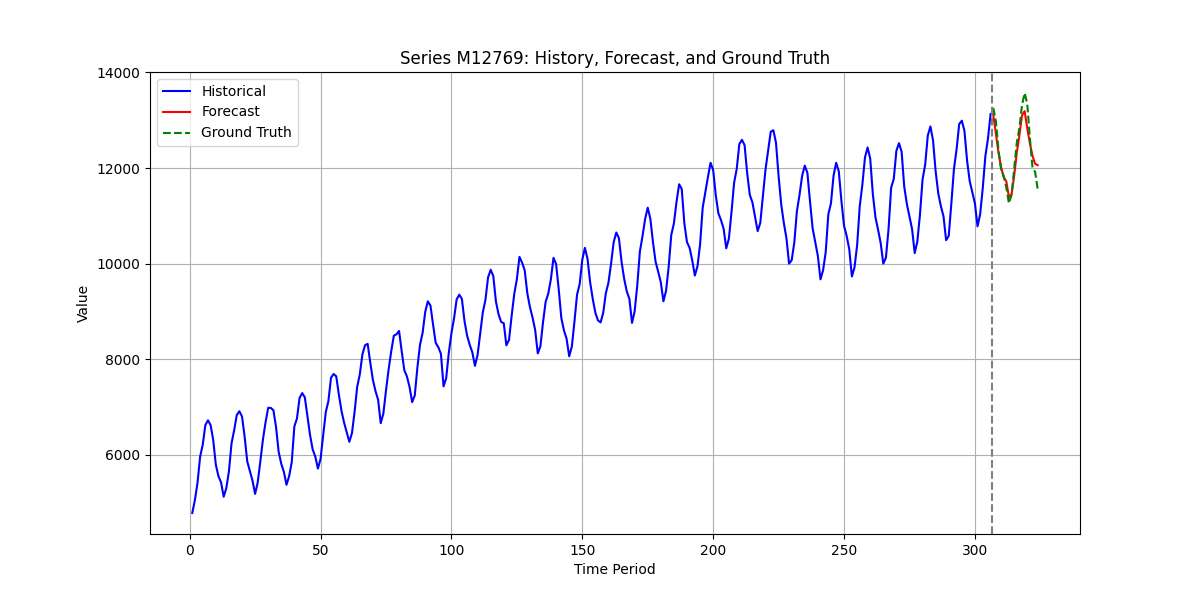 Series M12769: History, Forecast, and Ground Truth
Historical
Forecast
Ground Truth
14000
12000
10000
8000
6000
Value
0 50 100 150 200 250 300
Time Period